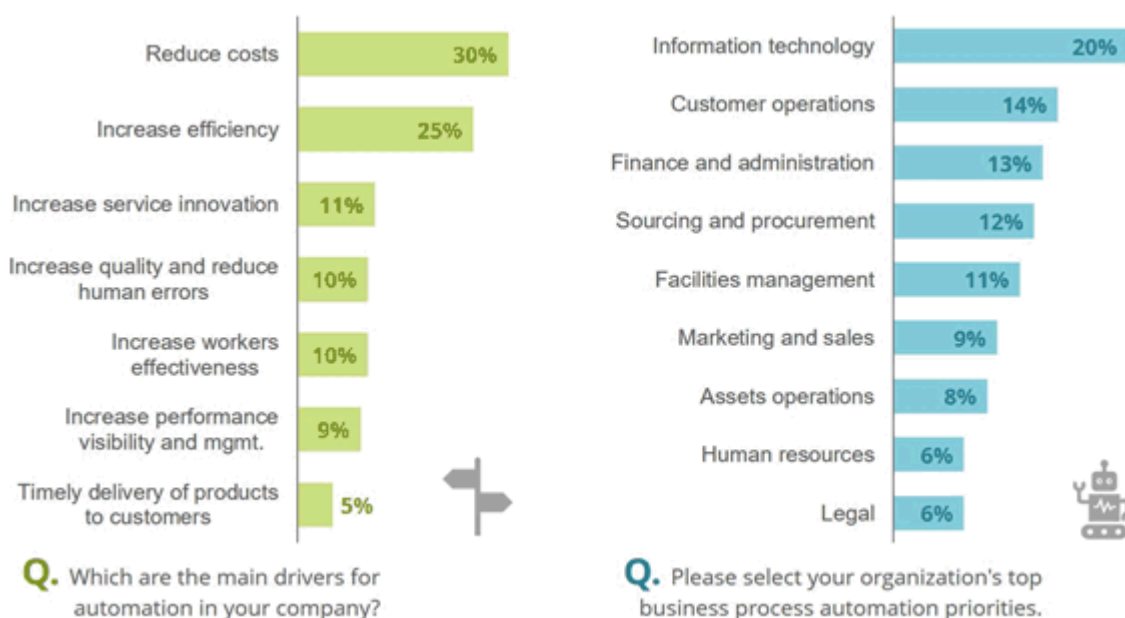 Reduce costs
30%
Increase efficiency
25%
Increase service innovation
11%
Increase quality and reduce
human errors
10%
Increase workers
effectiveness
10%
Increase performance
visibility and mgmt.
9%
Timely delivery of products
to customers
5%
Q. Which are the main drivers for
automation in your company?
Information technology
20%
Customer operations
14%
Finance and administration
13%
Sourcing and procurement
12%
Facilities management
11%
Marketing and sales
9%
Assets operations
8%
Human resources
6%
Legal
6%
Q. Please select your organization's top
business process automation priorities.